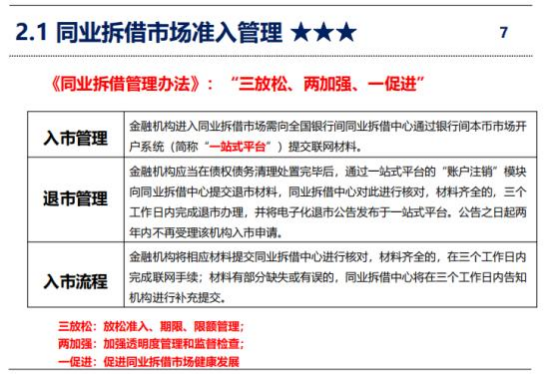 2.1 同业拆借市场准入管理 ★★★
7
《同业拆借管理办法》：“三放松、两加强、一促进”
入市管理
金融机构进入同业拆借市场需向全国银行间同业拆借中心通过银行间本币市场开
户系统（简称“一站式平台”）提交联网材料。
退市管理
金融机构应当在债权债务清理处置完毕后，通过一站式平台的“账户注销”模块
向同业拆借中心提交退市材料，同业拆借中心对此进行核对，材料齐全的，三个
工作日内完成退市办理，并将电子化退市公告发布于一站式平台。公告之日起两
年内不再受理该机构入市申请。
入市流程
金融机构将相应材料提交同业拆借中心进行核对，材料齐全的，在三个工作日内
完成联网手续；材料有部分缺失或有误的，同业拆借中心将在三个工作日内告知
机构进行补充提交。
三放松：放松准入、期限、限额管理；
两加强：加强透明度管理和监督检查；
一促进：促进同业拆借市场健康发展